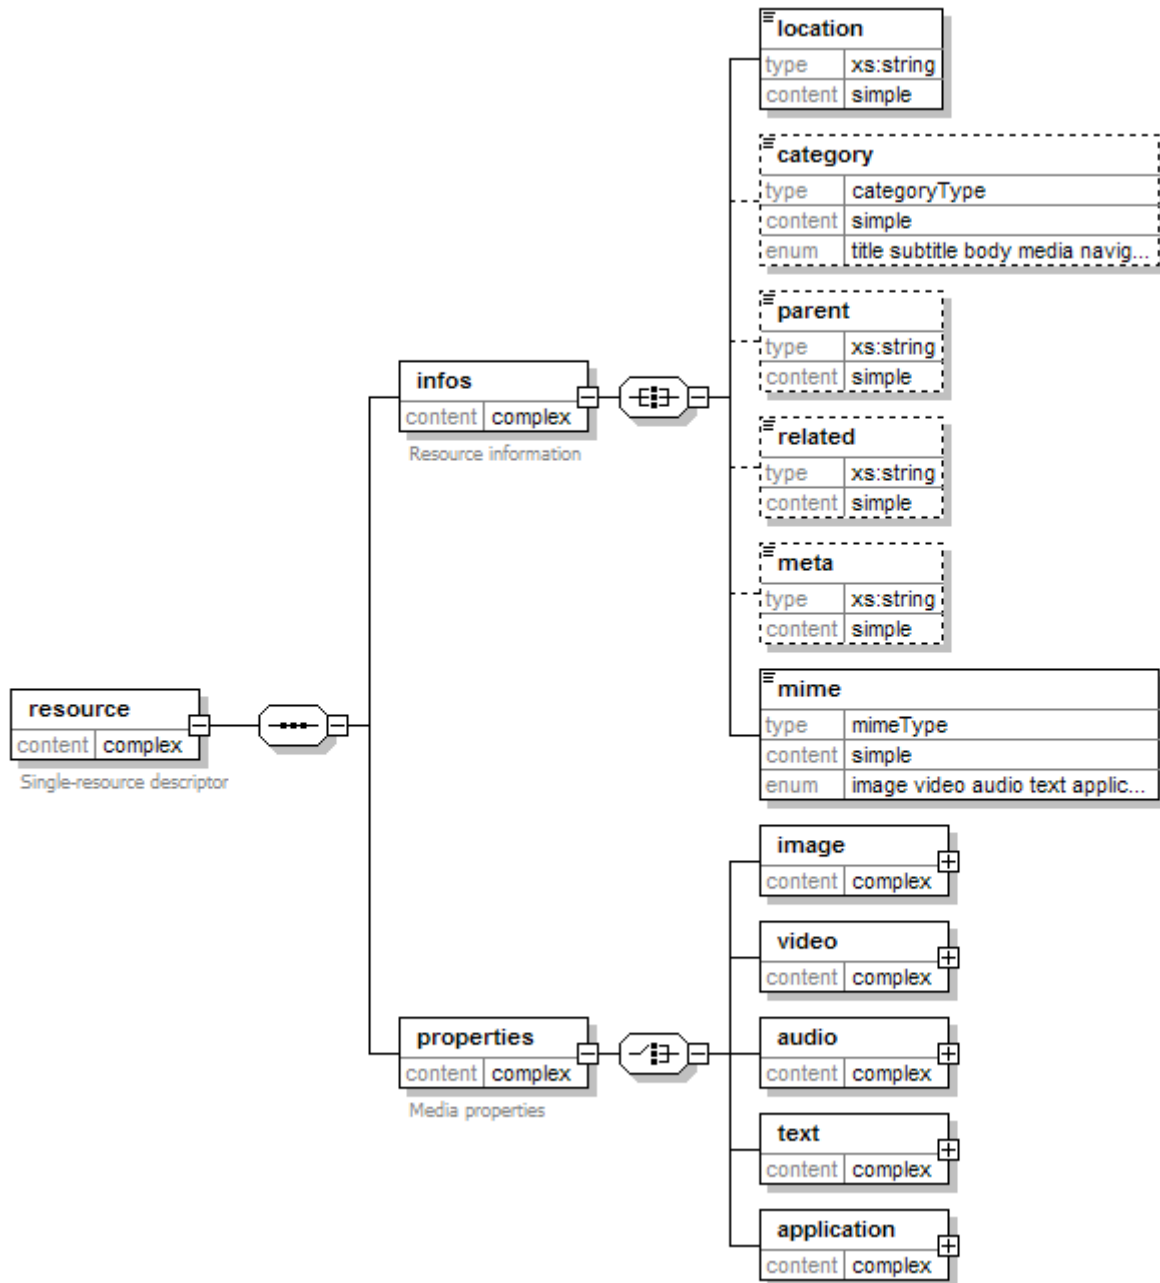 location
type xs:string
content simple
category
type categoryType
content simple
enum title subtitle body media navig...
parent
type xs:string
content simple
infos
content complex
Resource information
related
type xs:string
content simple
meta
type xs:string
content simple
resource
content complex
Single-resource descriptor
mime
type mimeType
content simple
enum image video audio text applic...
image
content complex
video
content complex
properties
content complex
Media properties
audio
content complex
text
content complex
application
content complex